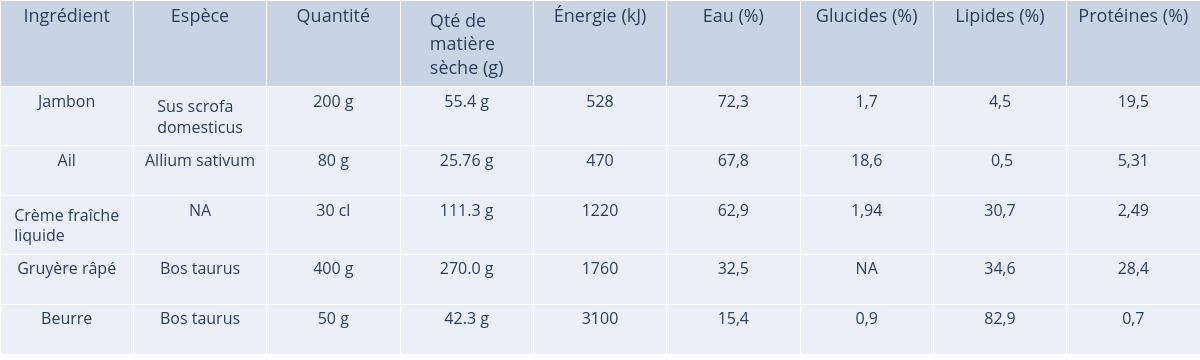 Ingrédient Espèce Quantité Qté de matière sèche (g) Énergie (kJ) Eau (%) Glucides (%) Lipides (%) Protéines (%)
Jambon Sus scrofa domesticus 200 g 55.4 g 528 72,3 1,7 4,5 19,5
Ail Allium sativum 80 g 25.76 g 470 67,8 18,6 0,5 5,31
Crème fraîche liquide NA 30 cl 111.3 g 1220 62,9 1,94 30,7 2,49
Gruyère râpé Bos taurus 400 g 270.0 g 1760 32,5 NA 34,6 28,4
Beurre Bos taurus 50 g 42.3 g 3100 15,4 0,9 82,9 0,7